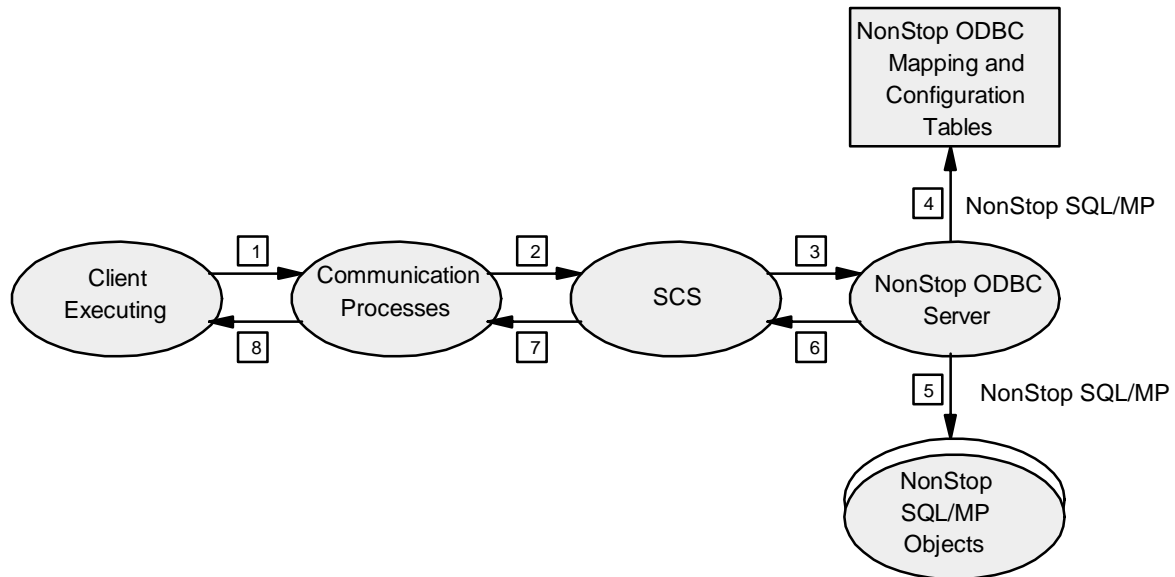 NonStop ODBC
Mapping and
Configuration
Tables
4
NonStop SQL/MP
1
2
3
Client
Executing
Communication
Processes
SCS
NonStop ODBC
Server
8
7
6
5
NonStop SQL/MP
NonStop
SQL/MP
Objects